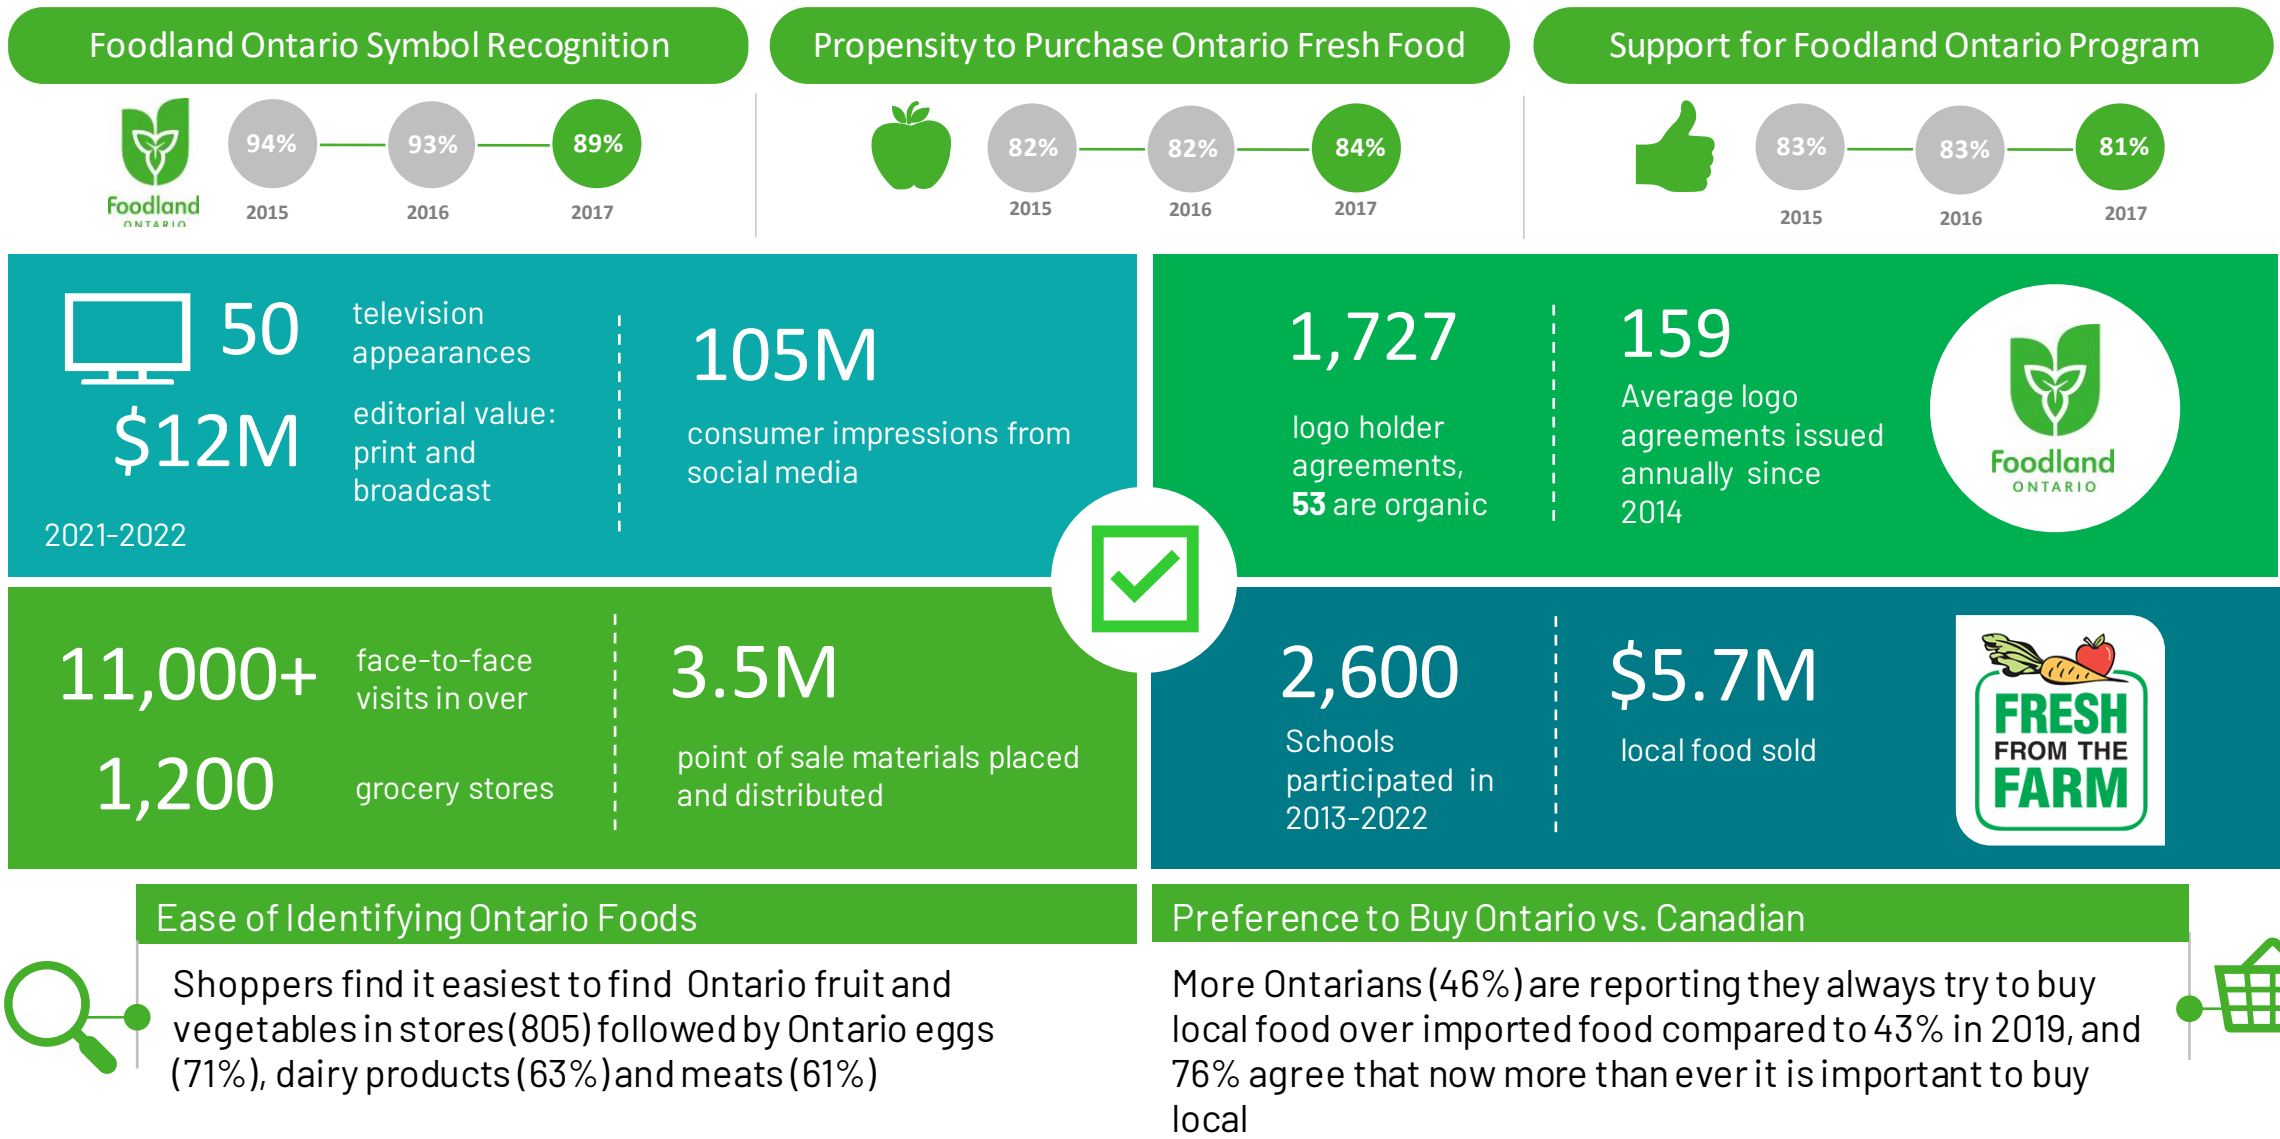 Foodland Ontario Symbol Recognition
Propensity to Purchase Ontario Fresh Food
Support for Foodland Ontario Program
Foodland
ONTARIO
94%
93%
89%
2015
2016
2017
82%
82%
84%
2015
2016
2017
83%
83%
81%
2015
2016
2017
50
television
appearances
$12M
editorial value:
print and
broadcast
2021-2022
105M
consumer impressions from
social media
1,727
logo holder
agreements,
53 are organic
159
Average logo
agreements issued
annually since
2014
Foodland
ONTARIO
11,000+
face-to-face
visits in over
1,200
grocery stores
3.5M
point of sale materials placed
and distributed
2,600
Schools
participated in
2013-2022
$5.7M
local food sold
FRESH
FROM THE
FARM
Ease of Identifying Ontario Foods
Shoppers find it easiest to find Ontario fruit and
vegetables in stores (805) followed by Ontario eggs
(71%), dairy products (63%) and meats (61%)
Preference to Buy Ontario vs. Canadian
More Ontarians (46%) are reporting they always try to buy
local food over imported food compared to 43% in 2019, and
76% agree that now more than ever it is important to buy
local